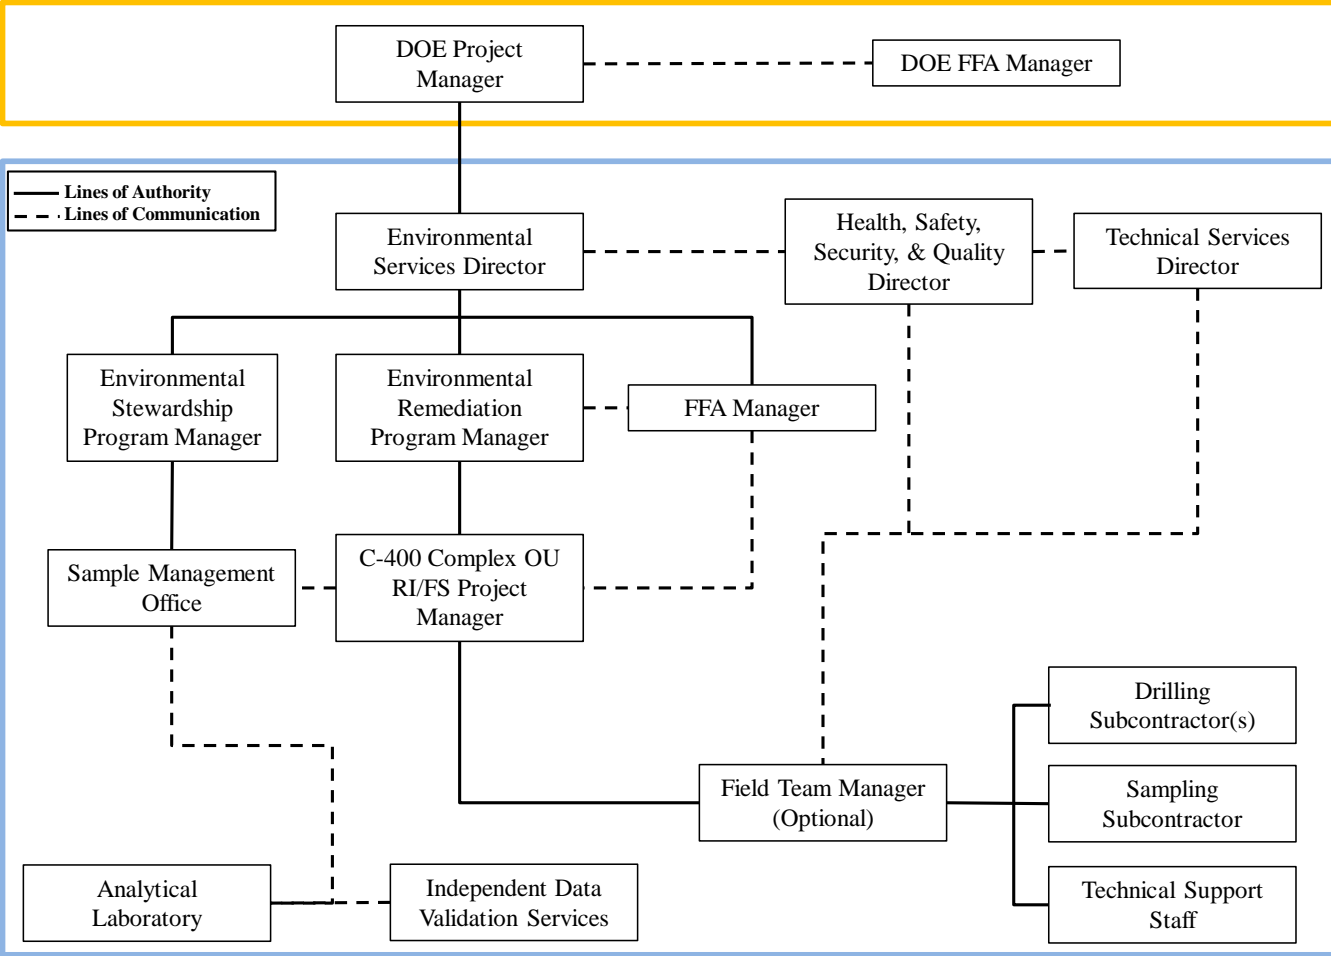 DOE Project
Manager
DOE FFA Manager
Lines of Authority
Lines of Communication
Environmental
Services Director
Health, Safety,
Security, & Quality
Director
Technical Services
Director
Environmental
Stewardship
Program Manager
Environmental
Remediation
Program Manager
FFA Manager
Sample Management
Office
C-400 Complex OU
RI/FS Project
Manager
Drilling
Subcontractor(s)
Field Team Manager
(Optional)
Sampling
Subcontractor
Analytical
Laboratory
Independent Data
Validation Services
Technical Support
Staff